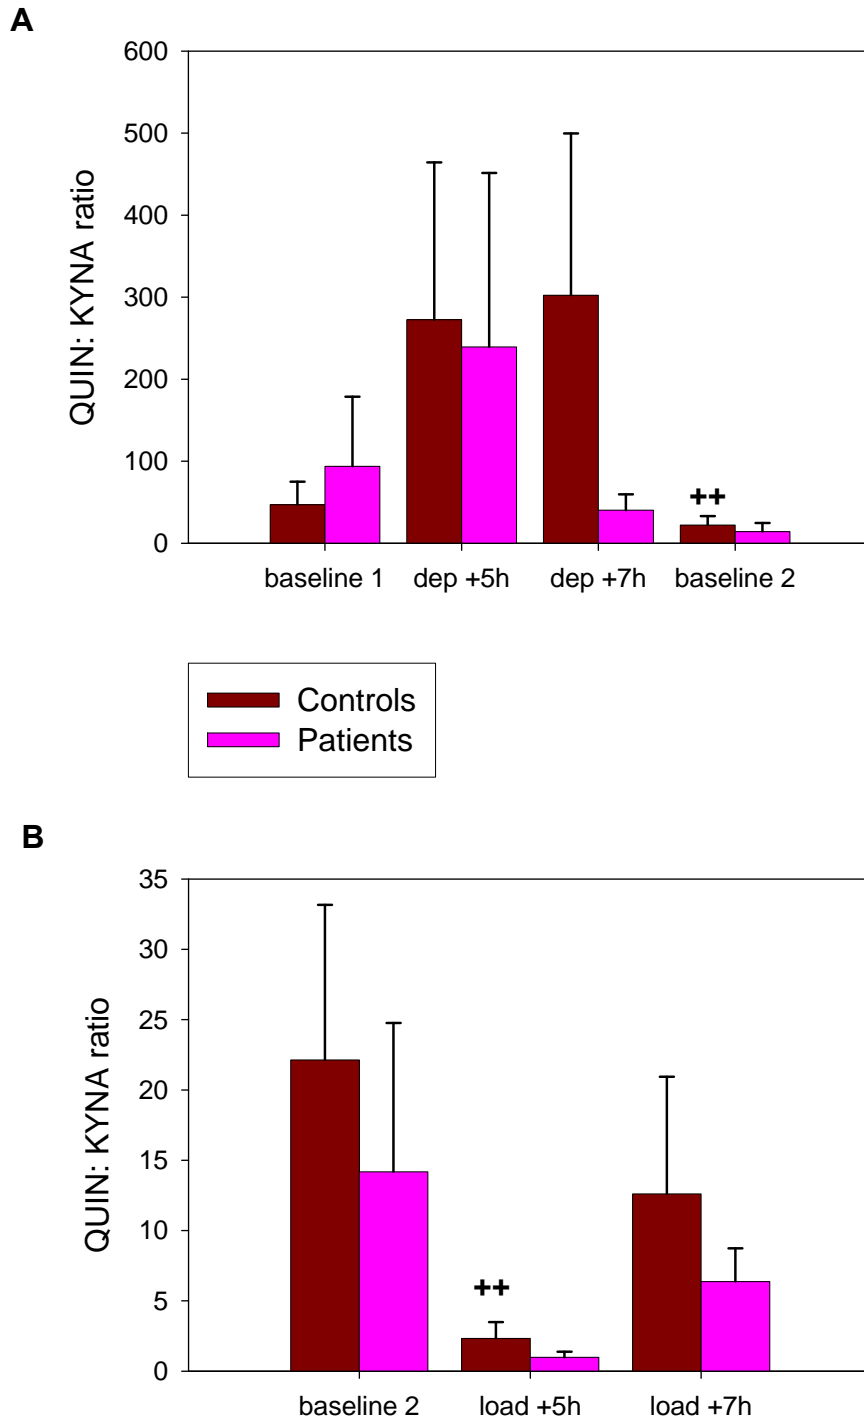 A
600
500
400
300
200
100
0
QUIN: KYNA ratio
++
baseline 1 dep +5h dep +7h baseline 2
Controls
Patients
B
35
30
25
20
15
10
5
0
QUIN: KYNA ratio
++
baseline 2 load +5h load +7h